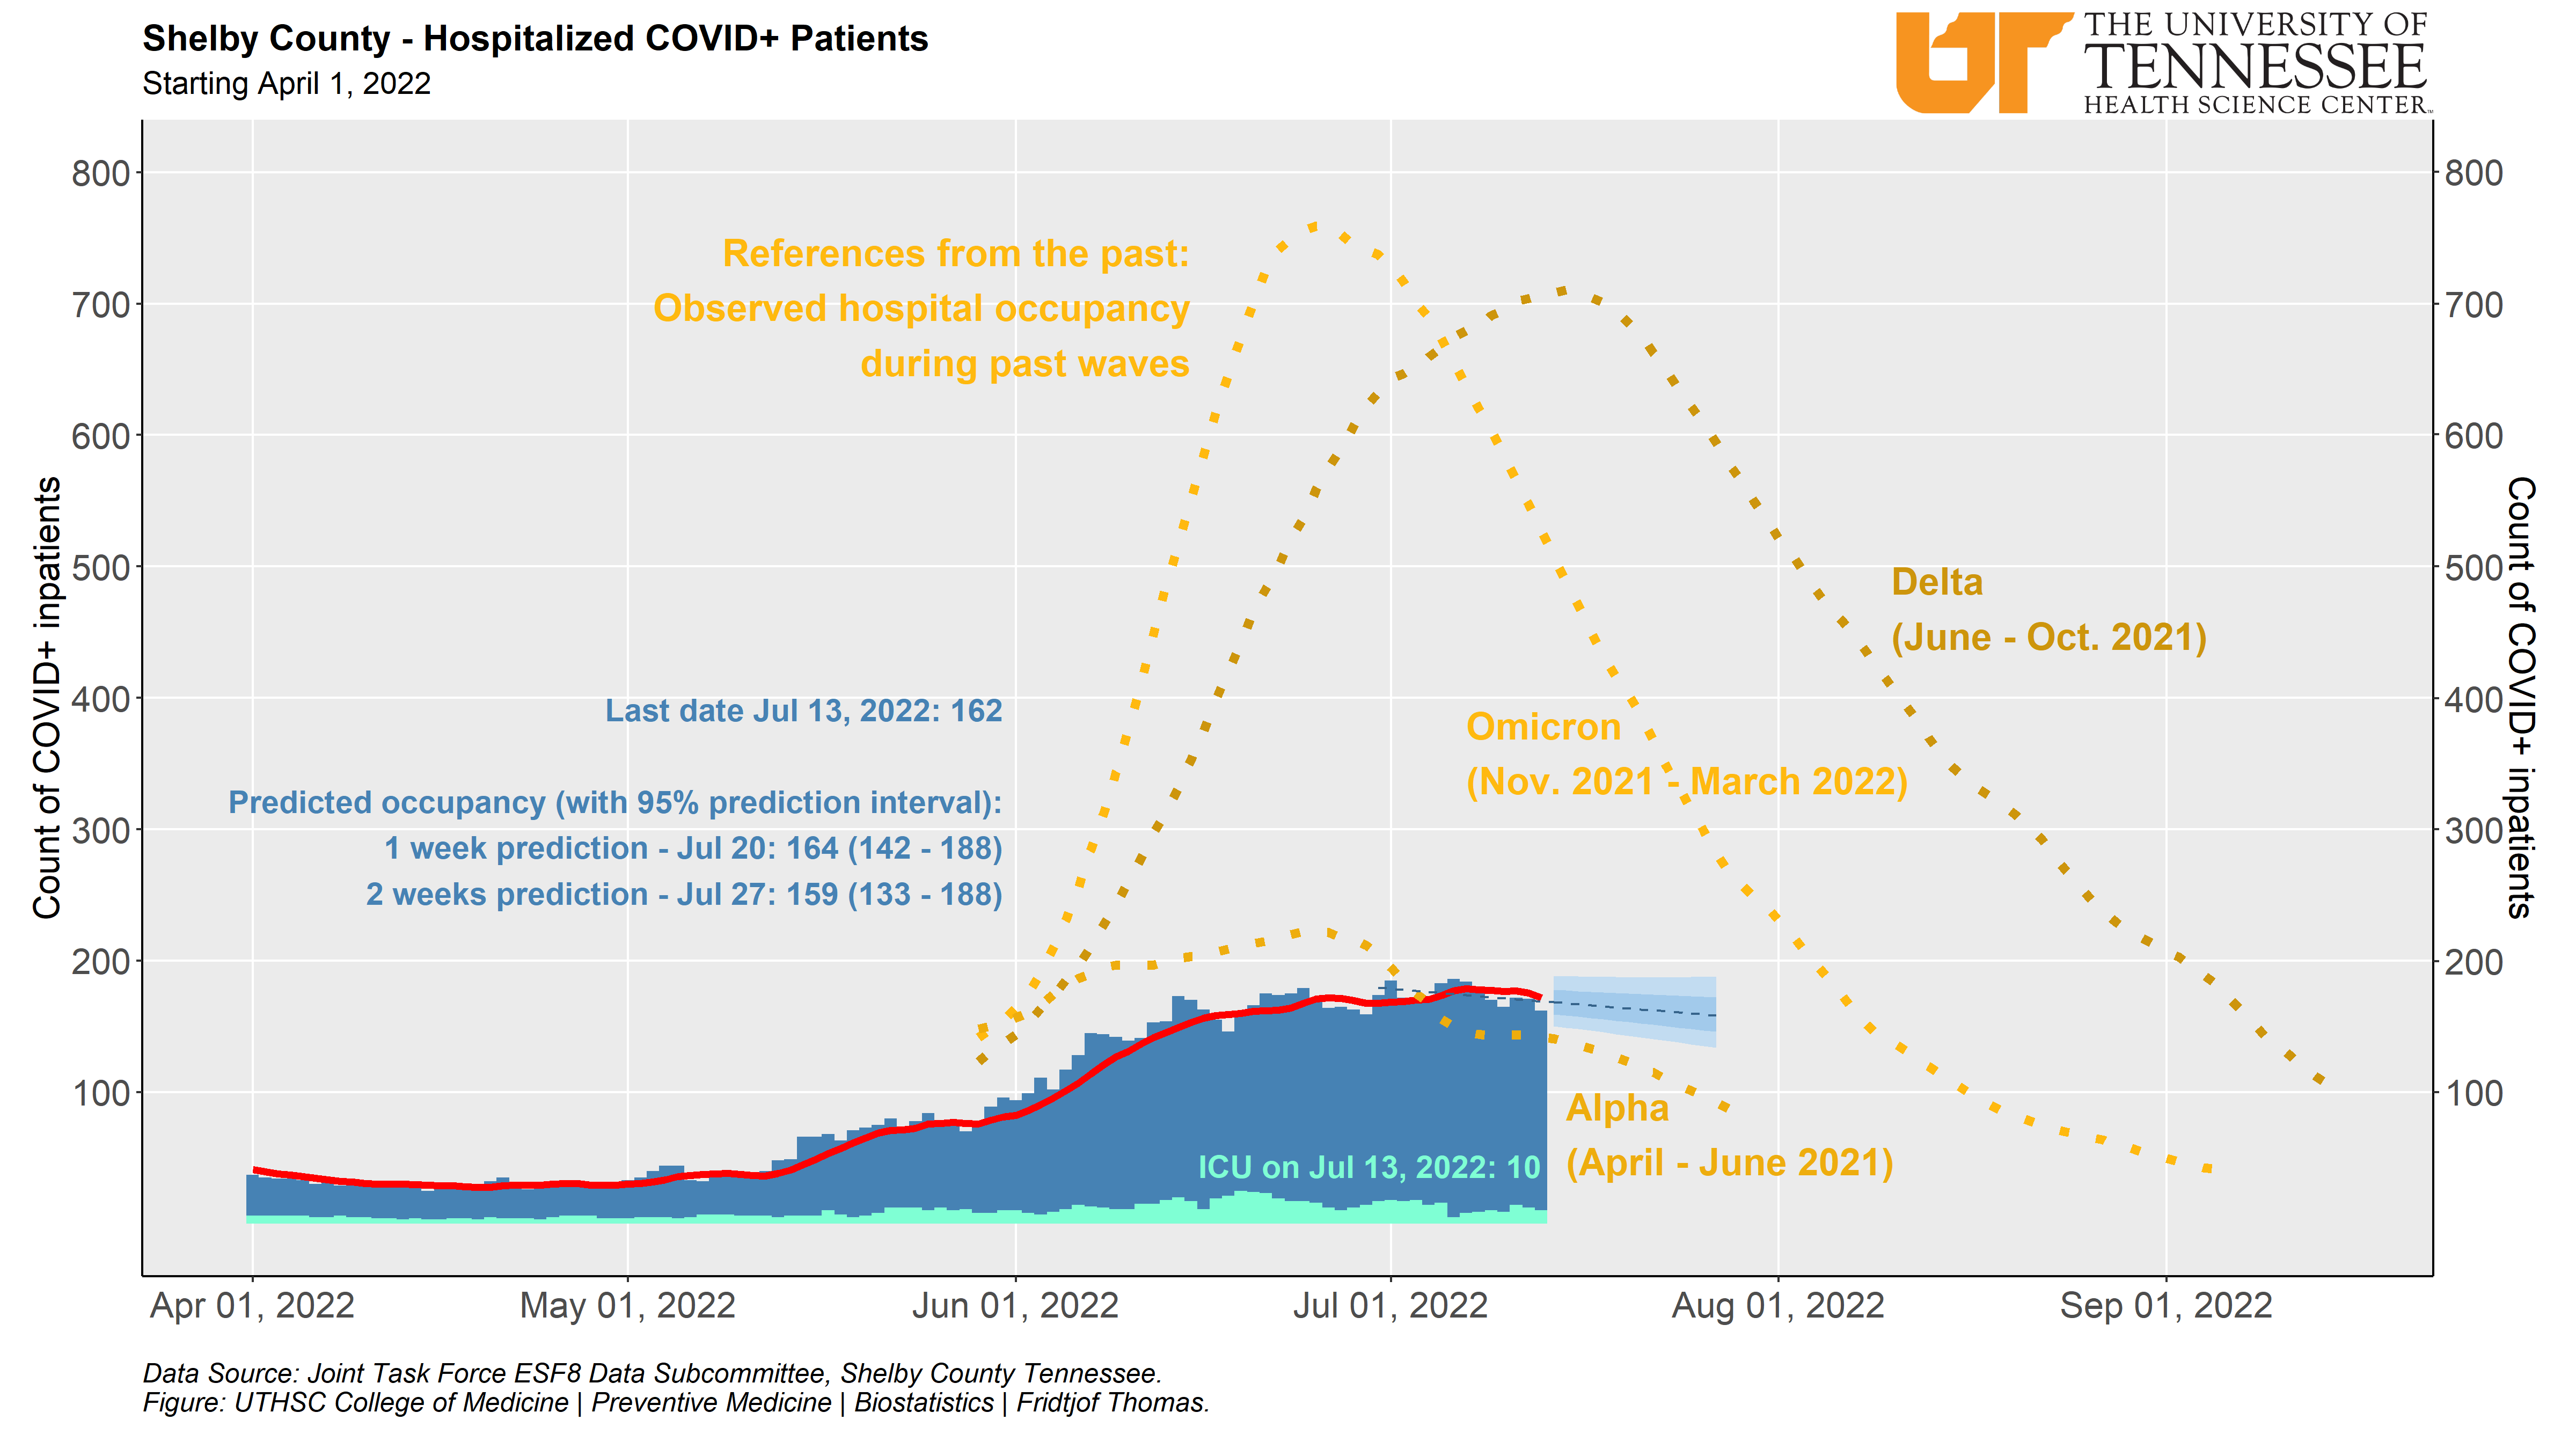 Shelby County - Hospitalized COVID+ Patients
Starting April 1, 2022
UT
THE UNIVERSITY OF
TENNESSEE
HEALTH SCIENCE CENTER™
Count of COVID+ inpatients
800
700
600
500
400
300
200
100
References from the past:
Observed hospital occupancy
during past waves
Delta
(June - Oct. 2021)
Last date Jul 13, 2022: 162
Omicron
(Nov. 2021 - March 2022)
Predicted occupancy (with 95% prediction interval):
1 week prediction - Jul 20: 164 (142 - 188)
2 weeks prediction - Jul 27: 159 (133 - 188)
Alpha
(April - June 2021)
ICU on Jul 13, 2022: 10
800
700
600
500
400
300
200
100
Count of COVID+ inpatients
Apr 01, 2022
May 01, 2022
Jun 01, 2022
Jul 01, 2022
Aug 01, 2022
Sep 01, 2022
Data Source: Joint Task Force ESF8 Data Subcommittee, Shelby County Tennessee.
Figure: UTHSC College of Medicine | Preventive Medicine | Biostatistics | Fridtjof Thomas.